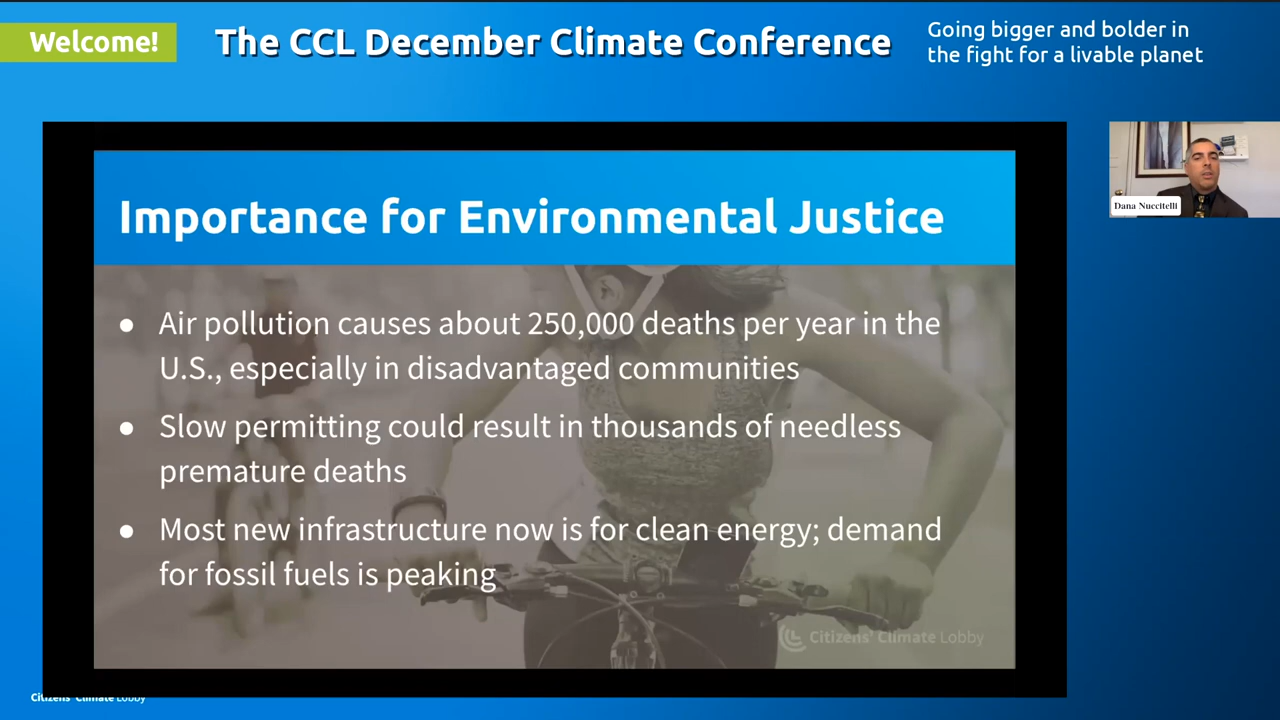 Welcome!
The CCL December Climate Conference
Going bigger and bolder in
the fight for a livable planet
Importance for Environmental Justice
● Air pollution causes about 250,000 deaths per year in the
U.S., especially in disadvantaged communities
● Slow permitting could result in thousands of needless
premature deaths
● Most new infrastructure now is for clean energy; demand
for fossil fuels is peaking
Citizens' Climate Lobby
Dana Nuccitelli
Citizens' Climate Lobby